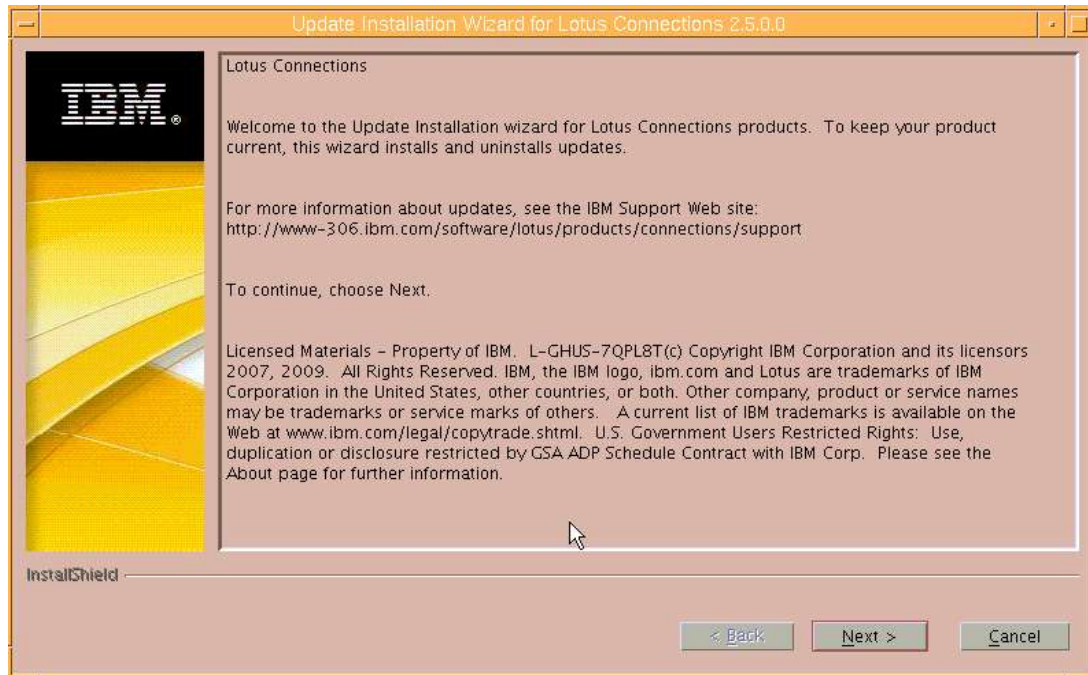 Update Installation Wizard for Lotus Connections 2.5.0.0
IBM®
Lotus Connections
Welcome to the Update Installation wizard for Lotus Connections products.  To keep your product
current, this wizard installs and uninstalls updates.
For more information about updates, see the IBM Support Web site:
http://www-306.ibm.com/software/lotus/products/connections/support
To continue, choose Next.
Licensed Materials – Property of IBM.  L-GHUS-7QPL8T(c) Copyright IBM Corporation and its licensors
2007, 2009.  All Rights Reserved. IBM, the IBM logo, ibm.com and Lotus are trademarks of IBM
Corporation in the United States, other countries, or both. Other company, product or service names
may be trademarks or service marks of others.   A current list of IBM trademarks is available on the
Web at www.ibm.com/legal/copytrade.shtml.  U.S. Government Users Restricted Rights:  Use,
duplication or disclosure restricted by GSA ADP Schedule Contract with IBM Corp.  Please see the
About page for further information.
InstallShield
< Back
Next >
Cancel